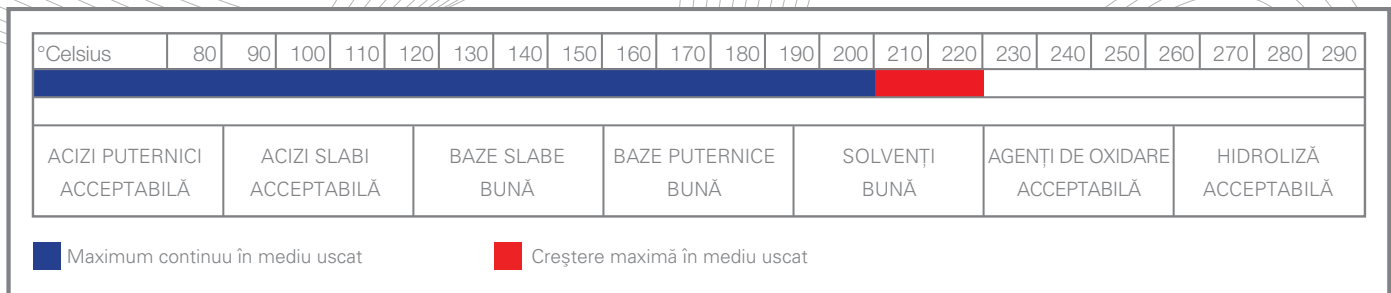 °Celsius 80 90 100 110 120 130 140 150 160 170 180 190 200 210 220 230 240 250 260 270 280 290
ACIZI PUTERNICI ACIZI SLABI BAZE SLABE BAZE PUTERNICE SOLVENȚI AGENȚI DE OXIDARE HIDROLIZĂ
ACCEPTABILĂ ACCEPTABILĂ BUNĂ BUNĂ BUNĂ ACCEPTABILĂ ACCEPTABILĂ
Maximum continuu în mediu uscat Creştere maximă în mediu uscat